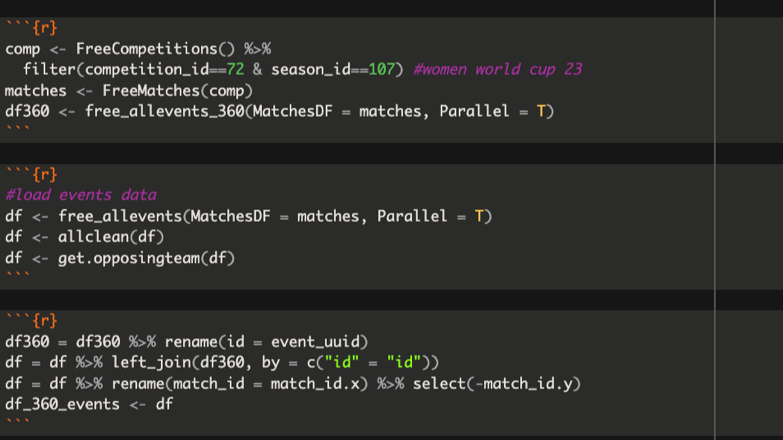 ```{r}
comp <- FreeCompetitions() %>%
  filter(competition_id==72 & season_id==107) #women world cup 23
matches <- FreeMatches(comp)
df360 <- free_allevents_360(MatchesDF = matches, Parallel = T)
```
```{r}
#load events data
df <- free_allevents(MatchesDF = matches, Parallel = T)
df <- allclean(df)
df <- get.opposingteam(df)
```
```{r}
df360 = df360 %>% rename(id = event_uuid)
df = df %>% left_join(df360, by = c("id" = "id"))
df = df %>% rename(match_id = match_id.x) %>% select(-match_id.y)
df_360_events <- df
```